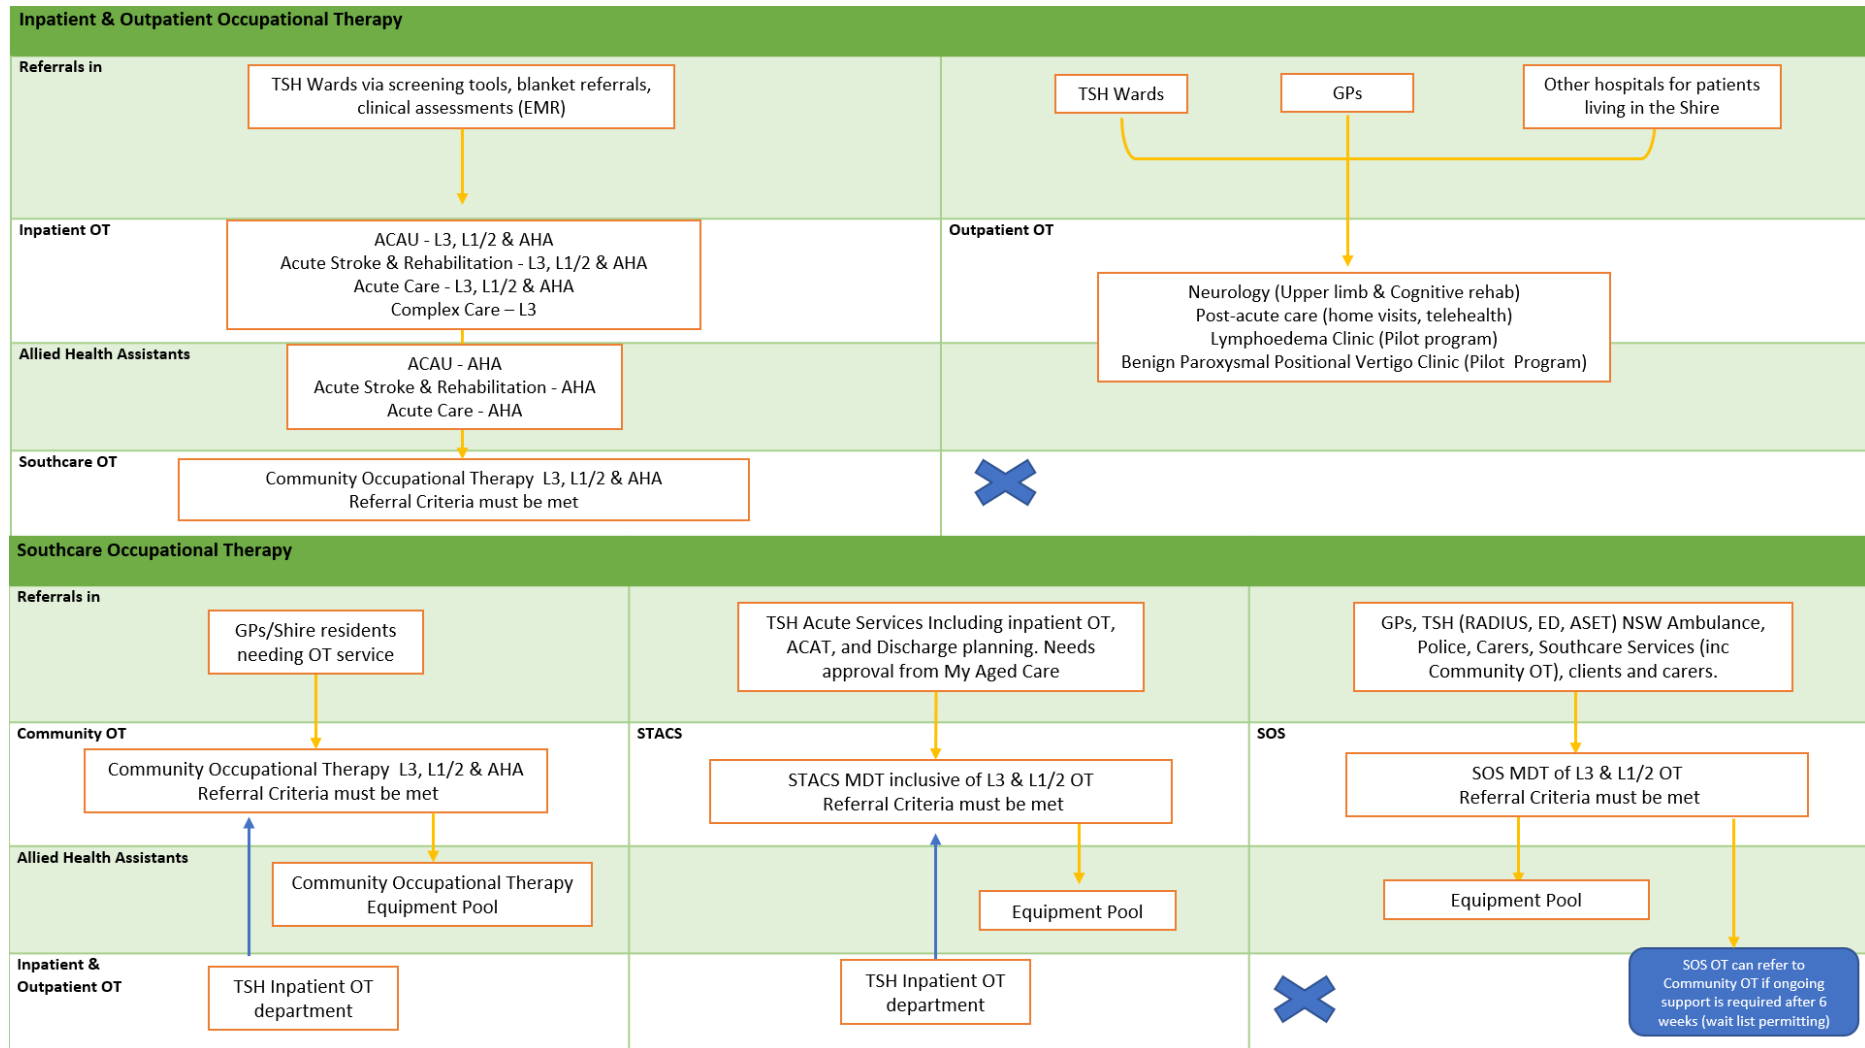 Inpatient & Outpatient Occupational Therapy
Referrals in
TSH Wards via screening tools, blanket referrals,
clinical assessments (EMR)
TSH Wards
GPs
Other hospitals for patients
living in the Shire
Inpatient OT
ACAU - L3, L1/2 & AHA
Acute Stroke & Rehabilitation - L3, L1/2 & AHA
Acute Care - L3, L1/2 & AHA
Complex Care – L3
Outpatient OT
Neurology (Upper limb & Cognitive rehab)
Post-acute care (home visits, telehealth)
Lymphoedema Clinic (Pilot program)
Benign Paroxysmal Positional Vertigo Clinic (Pilot Program)
Allied Health Assistants
ACAU - AHA
Acute Stroke & Rehabilitation - AHA
Acute Care - AHA
Southcare OT
Community Occupational Therapy L3, L1/2 & AHA
Referral Criteria must be met
Southcare Occupational Therapy
Referrals in
GPs/Shire residents
needing OT service
TSH Acute Services Including inpatient OT,
ACAT, and Discharge planning. Needs
approval from My Aged Care
GPs, TSH (RADIUS, ED, ASET) NSW Ambulance,
Police, Carers, Southcare Services (inc
Community OT), clients and carers.
Community OT
Community Occupational Therapy L3, L1/2 & AHA
Referral Criteria must be met
STACS
STACS MDT inclusive of L3 & L1/2 OT
Referral Criteria must be met
SOS
SOS MDT of L3 & L1/2 OT
Referral Criteria must be met
Allied Health Assistants
Community Occupational Therapy
Equipment Pool
Equipment Pool
Equipment Pool
Inpatient &
Outpatient OT
TSH Inpatient OT
department
TSH Inpatient OT
department
SOS OT can refer to
Community OT if ongoing
support is required after 6
weeks (wait list permitting)